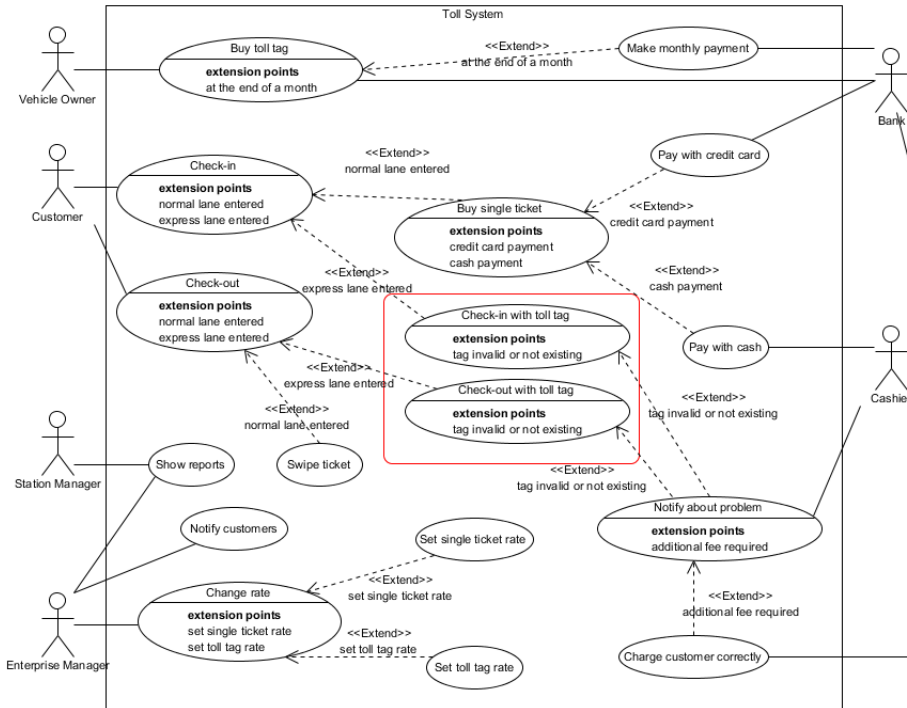 Toll System
Vehicle Owner
Buy toll tag
extension points
at the end of a month
<<Extend>>
at the end of a month
Make monthly payment
Bank
Customer
Check-in
extension points
normal lane entered
express lane entered
<<Extend>>
normal lane entered
Pay with credit card
Buy single ticket
extension points
credit card payment
cash payment
<<Extend>>
credit card payment
Check-out
extension points
normal lane entered
express lane entered
<<Extend>>
express lane entered
<<Extend>>
cash payment
Check-in with toll tag
extension points
tag invalid or not existing
Pay with cash
Cashie
<<Extend>>
express lane entered
Check-out with toll tag
extension points
tag invalid or not existing
<<Extend>>
tag invalid or not existing
<<Extend>>
normal lane entered
Station Manager
Show reports
Swipe ticket
<<Extend>>
tag invalid or not existing
Notify customers
Notify about problem
extension points
additional fee required
Set single ticket rate
Enterprise Manager
Change rate
extension points
set single ticket rate
set toll tag rate
<<Extend>>
set single ticket rate
<<Extend>>
additional fee required
<<Extend>>
set toll tag rate
Set toll tag rate
Charge customer correctly